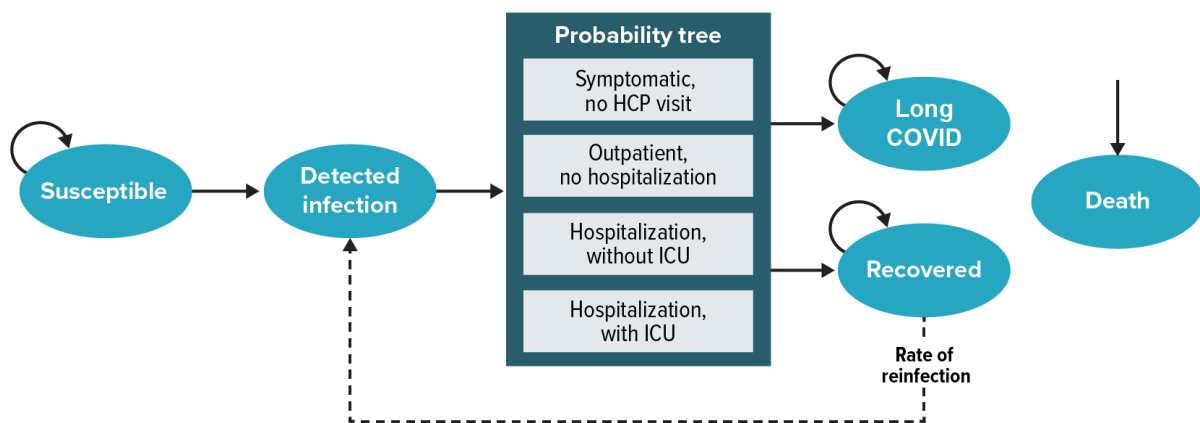 Susceptible
Detected
infection
Probability tree
Symptomatic,
no HCP visit
Outpatient,
no hospitalization
Hospitalization,
without ICU
Hospitalization,
with ICU
Long
COVID
Recovered
Rate of
reinfection
Death